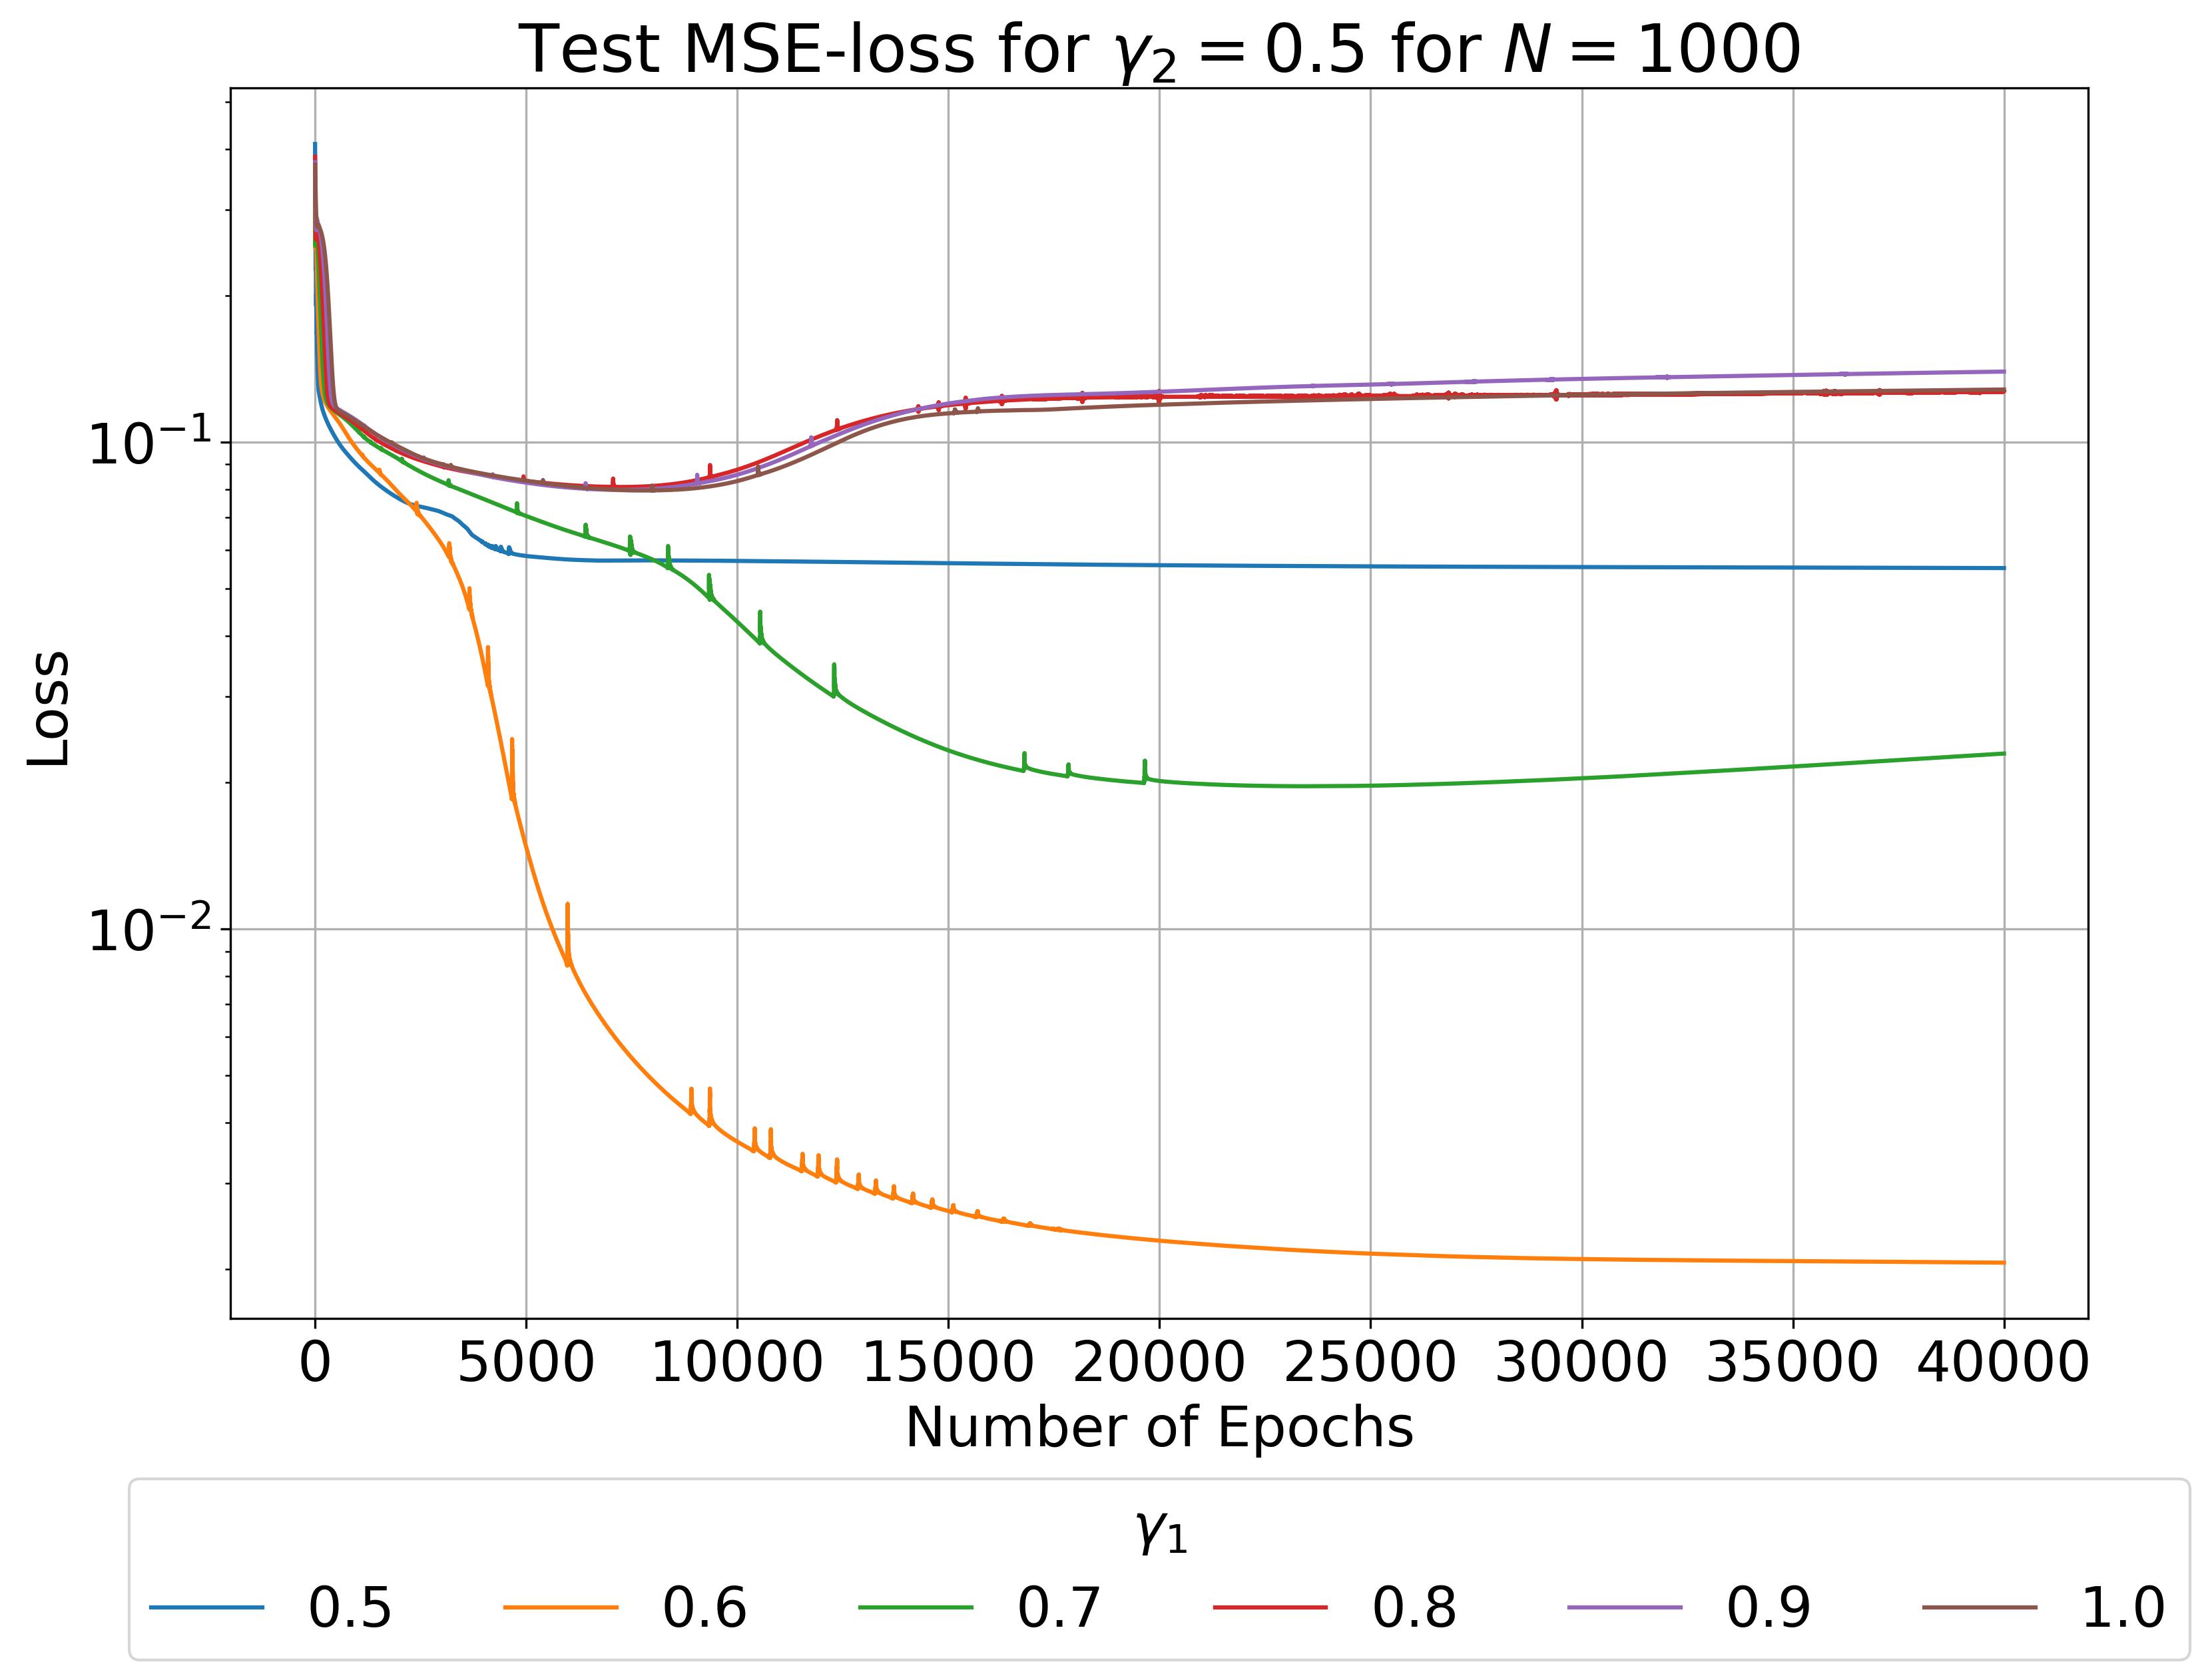 Test MSE-loss for γ₂ = 0.5 for N = 1000
Loss
10⁻¹
10⁻²
0 5000 10000 15000 20000 25000 30000 35000 40000
Number of Epochs
γ₁
0.5 0.6 0.7 0.8 0.9 1.0